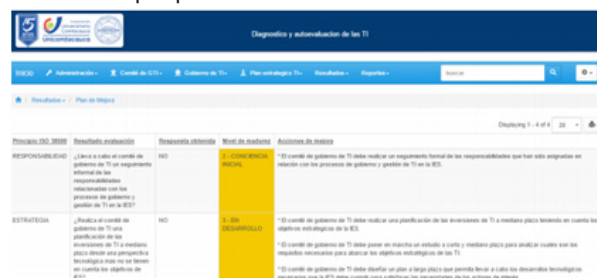 Unicomfacauca
Diagnostico y autoevaluacion de las TI
INICIO Administración Comité de GTI Gobierno de TI Plan estrategico TI Resultados Reportes buscar
Resultados / Plan de Mejora
Displaying 1 - 4 of 4 20
Principio ISO 38500 Resultado evaluación Respuesta obtenida Nivel de madurez Acciones de mejora
RESPONSABILIDAD ¿Lleva a cabo el comité de NO 2 - CONCIENCIA * El comité de gobierno de TI debe realizar un seguimiento formal de las responsabilidades que han sido asignadas en
gobierno de TI un seguimiento INICIAL relación con los procesos de gobierno y gestión de TI en la IES.
informal de las
responsabilidades
relacionadas con los
procesos de gobierno y
gestión de TI en la IES?
ESTRATEGIA ¿Realiza el comité de NO 3 - EN * El comité de gobierno de TI debe realizar una planificación de las inversiones de TI a mediano plazo teniendo en cuenta los
gobierno de TI una DESARROLLO objetivos estratégicos de la IES.
planificación de las
inversiones de TI a mediano * El comité de gobierno de TI debe poner en marcha un estudio a corto y mediano plazo para analizar cuales son los
plazo desde una perspectiva requisitos necesarios para abarcar los objetivos estratégicos de las TI.
tecnológica mas no se tienen
en cuenta los objetivos de * El comité de gobierno de TI debe diseñar un plan a largo plazo que permita llevar a cabo los desarrollos tecnológicos
IES?